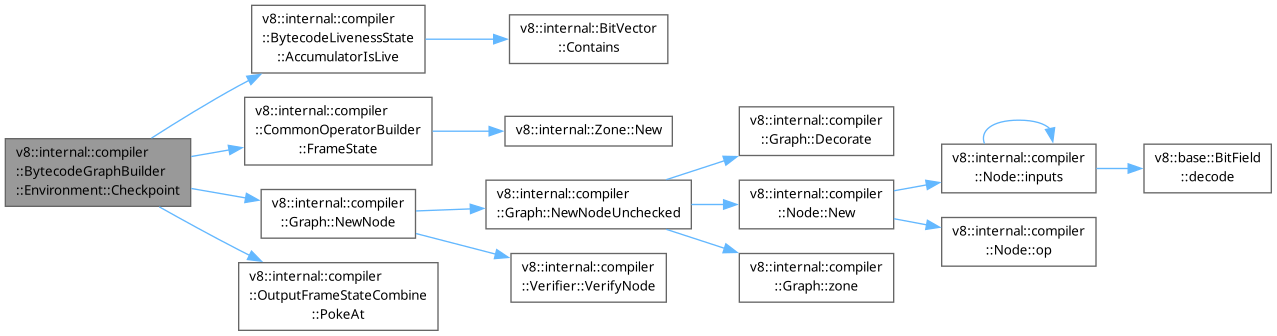 v8::internal::compiler
::BytecodeGraphBuilder
::Environment::Checkpoint
v8::internal::compiler
::BytecodeLivenessState
::AccumulatorIsLive
v8::internal::BitVector
::Contains
v8::internal::compiler
::CommonOperatorBuilder
::FrameState
v8::internal::Zone::New
v8::internal::compiler
::Graph::NewNode
v8::internal::compiler
::Graph::NewNodeUnchecked
v8::internal::compiler
::Graph::Decorate
v8::internal::compiler
::Node::New
v8::internal::compiler
::Node::inputs
v8::base::BitField
::decode
v8::internal::compiler
::Node::op
v8::internal::compiler
::Graph::zone
v8::internal::compiler
::Verifier::VerifyNode
v8::internal::compiler
::OutputFrameStateCombine
::PokeAt